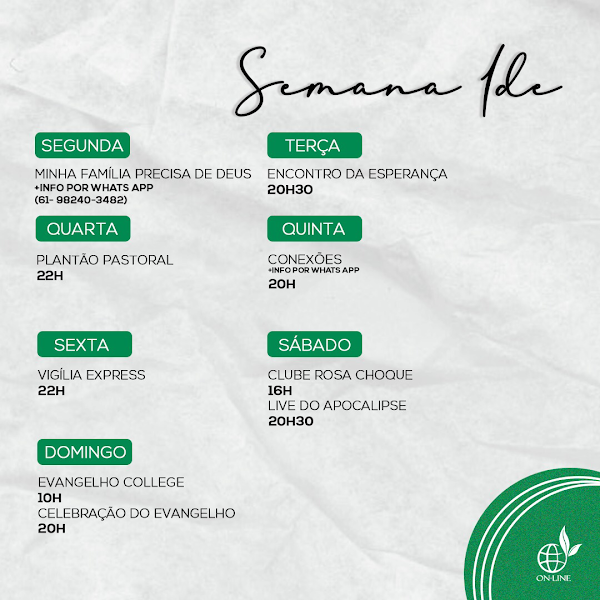 Semana Ide
SEGUNDA
MINHA FAMÍLIA PRECISA DE DEUS
+INFO POR WHATS APP
(61- 98240-3482)
TERÇA
ENCONTRO DA ESPERANÇA
20H30
QUARTA
PLANTÃO PASTORAL
22H
QUINTA
CONEXÕES
+INFO POR WHATS APP
20H
SEXTA
VIGÍLIA EXPRESS
22H
SÁBADO
CLUBE ROSA CHOQUE
16H
LIVE DO APOCALIPSE
20H30
DOMINGO
EVANGELHO COLLEGE
10H
CELEBRAÇÃO DO EVANGELHO
20H
ON-LINE